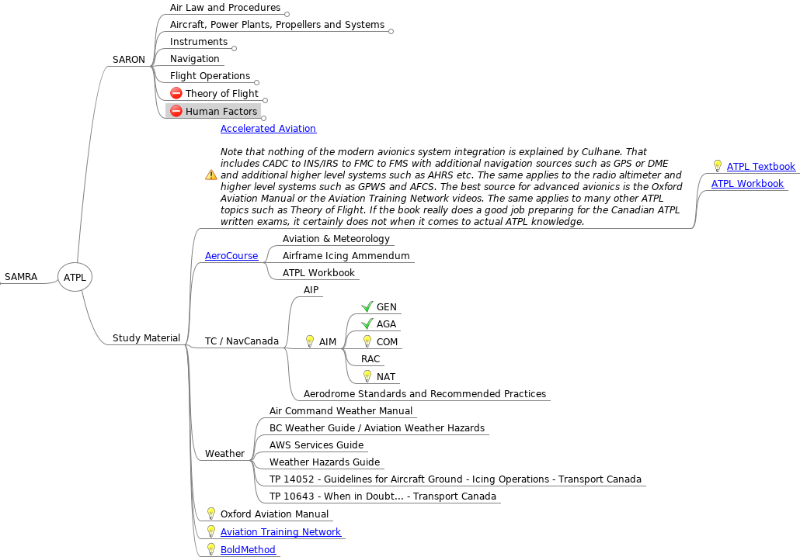 Air Law and Procedures
Aircraft, Power Plants, Propellers and Systems
Instruments
SARON
Navigation
Flight Operations
Theory of Flight
Human Factors
Accelerated Aviation
Note that nothing of the modern avionics system integration is explained by Culhane. That
includes CADC to INS/IRS to FMC to FMS with additional navigation sources such as GPS or DME
and additional higher level systems such as AHRS etc. The same applies to the radio altimeter and
higher level systems such as GPWS and AFCS. The best source for advanced avionics is the Oxford
Aviation Manual or the Aviation Training Network videos. The same applies to many other ATPL
topics such as Theory of Flight. If the book really does a good job preparing for the Canadian ATPL
written exams, it certainly does not when it comes to actual ATPL knowledge.
ATPL Textbook
ATPL Workbook
SAMRA
ATPL
Study Material
AeroCourse
Aviation & Meteorology
Airframe Icing Ammendum
ATPL Workbook
TC / NavCanada
AIP
AIM
GEN
AGA
COM
RAC
NAT
Aerodrome Standards and Recommended Practices
Weather
Air Command Weather Manual
BC Weather Guide / Aviation Weather Hazards
AWS Services Guide
Weather Hazards Guide
TP 14052 - Guidelines for Aircraft Ground - Icing Operations - Transport Canada
TP 10643 - When in Doubt... - Transport Canada
Oxford Aviation Manual
Aviation Training Network
BoldMethod